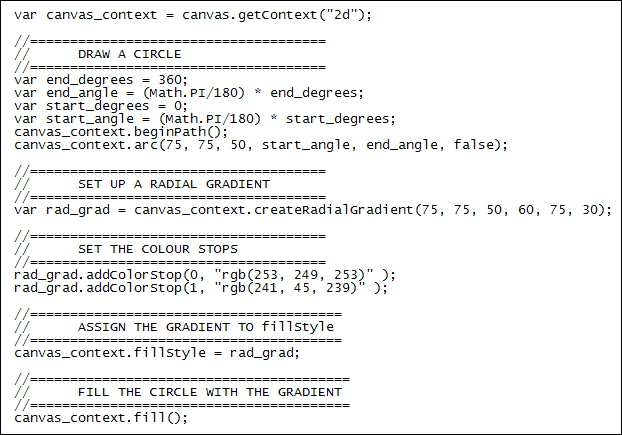 var canvas_context = canvas.getContext("2d");
//=====================================
//      DRAW A CIRCLE
//=====================================
var end_degrees = 360;
var end_angle = (Math.PI/180) * end_degrees;
var start_degrees = 0;
var start_angle = (Math.PI/180) * start_degrees;
canvas_context.beginPath();
canvas_context.arc(75, 75, 50, start_angle, end_angle, false);
//=====================================
//      SET UP A RADIAL GRADIENT
//=====================================
var rad_grad = canvas_context.createRadialGradient(75, 75, 50, 60, 75, 30);
//=====================================
//      SET THE COLOUR STOPS
//=====================================
rad_grad.addColorStop(0, "rgb(253, 249, 253)" );
rad_grad.addColorStop(1, "rgb(241, 45, 239)" );
//=======================================
//      ASSIGN THE GRADIENT TO fillStyle
//=======================================
canvas_context.fillStyle = rad_grad;
//========================================
//      FILL THE CIRCLE WITH THE GRADIENT
//========================================
canvas_context.fill();